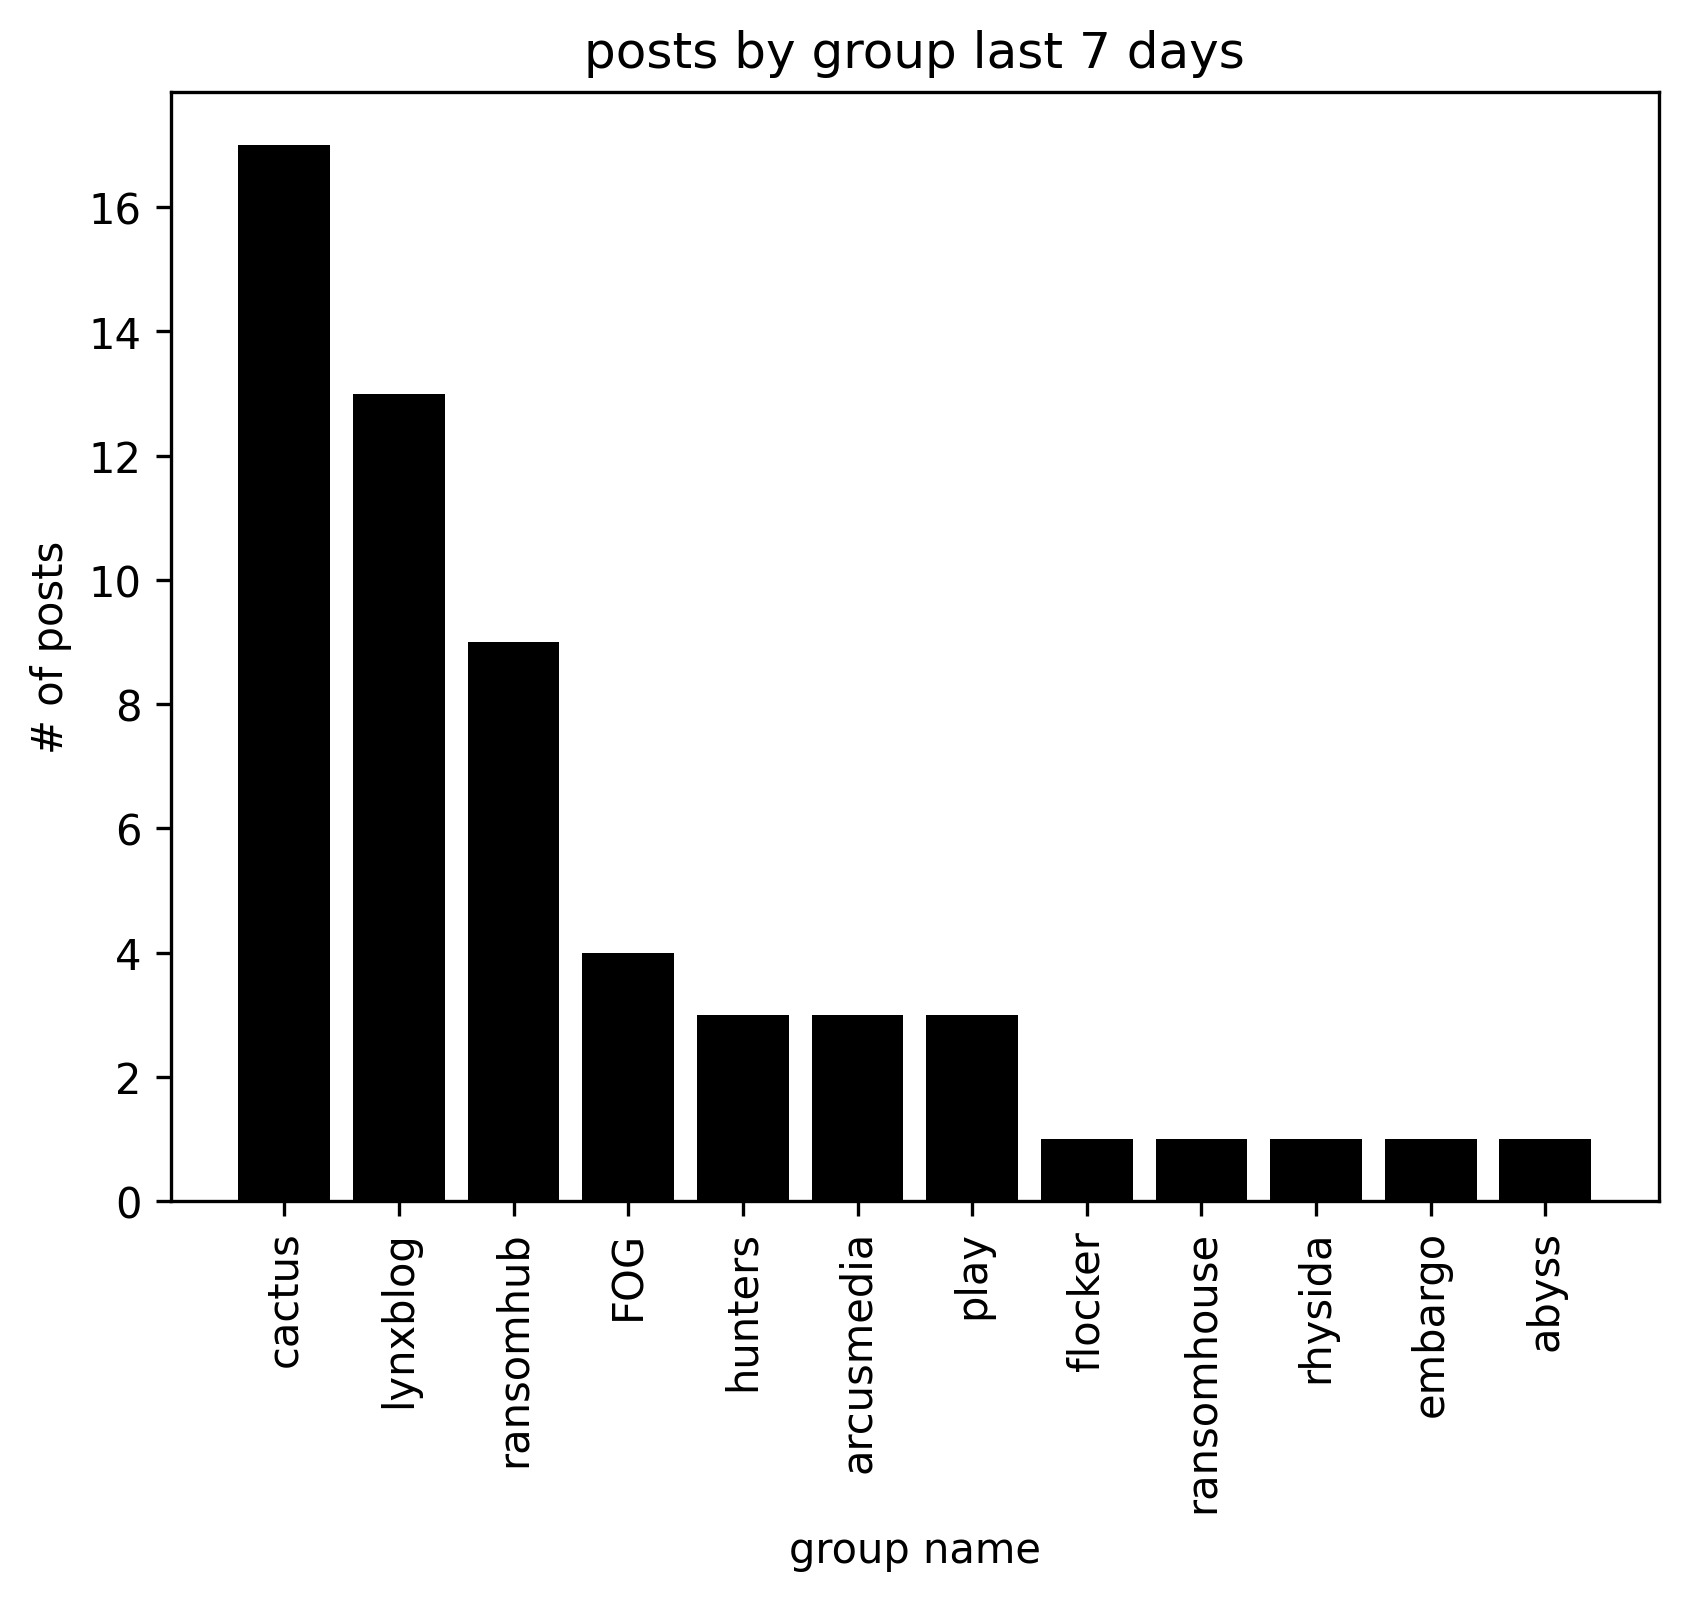 posts by group last 7 days
# of posts
16
14
12
10
8
6
4
2
0
cactus
lynxblog
ransomhub
FOG
hunters
arcusmedia
play
flocker
ransomhouse
rhysida
embargo
abyss
group name